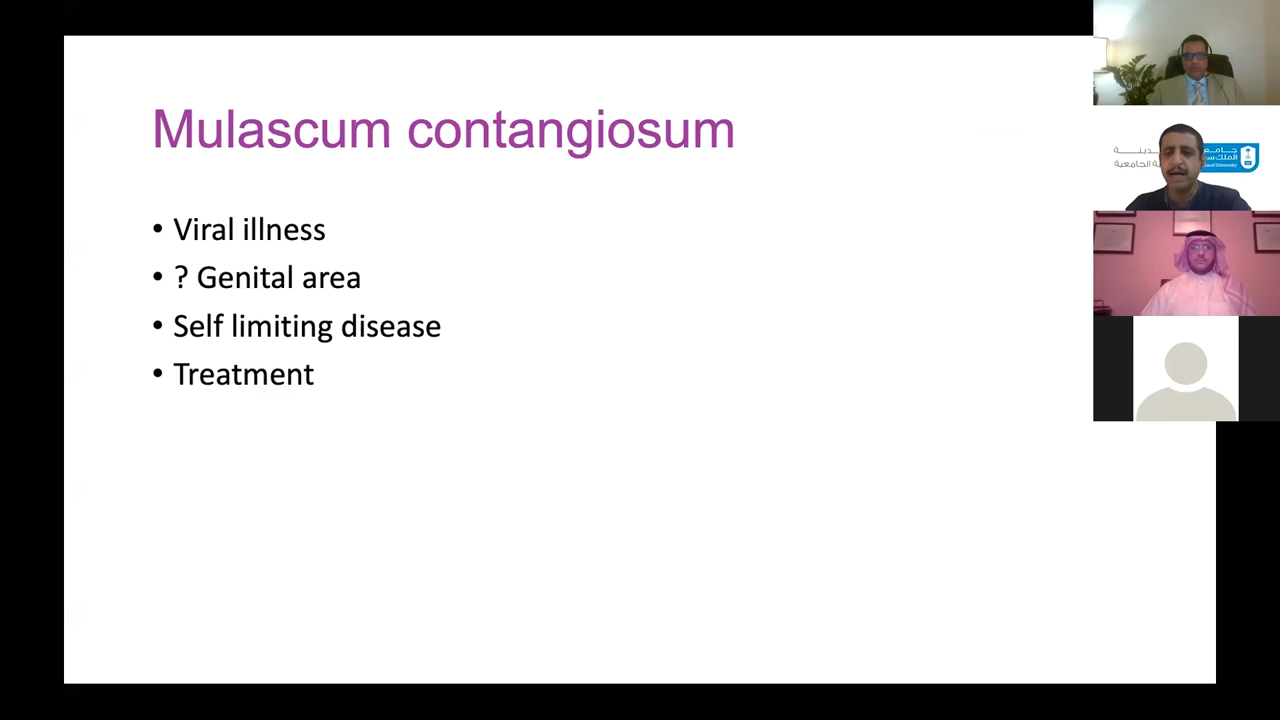 Mulascum contangiosum
• Viral illness
• ? Genital area
• Self limiting disease
• Treatment